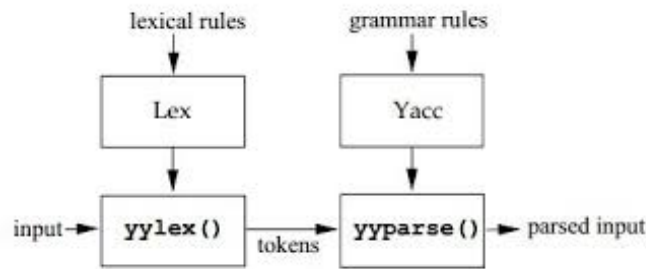 lexical rules
grammar rules
Lex
Yacc
input
yylex()
tokens
yyparse()
parsed input